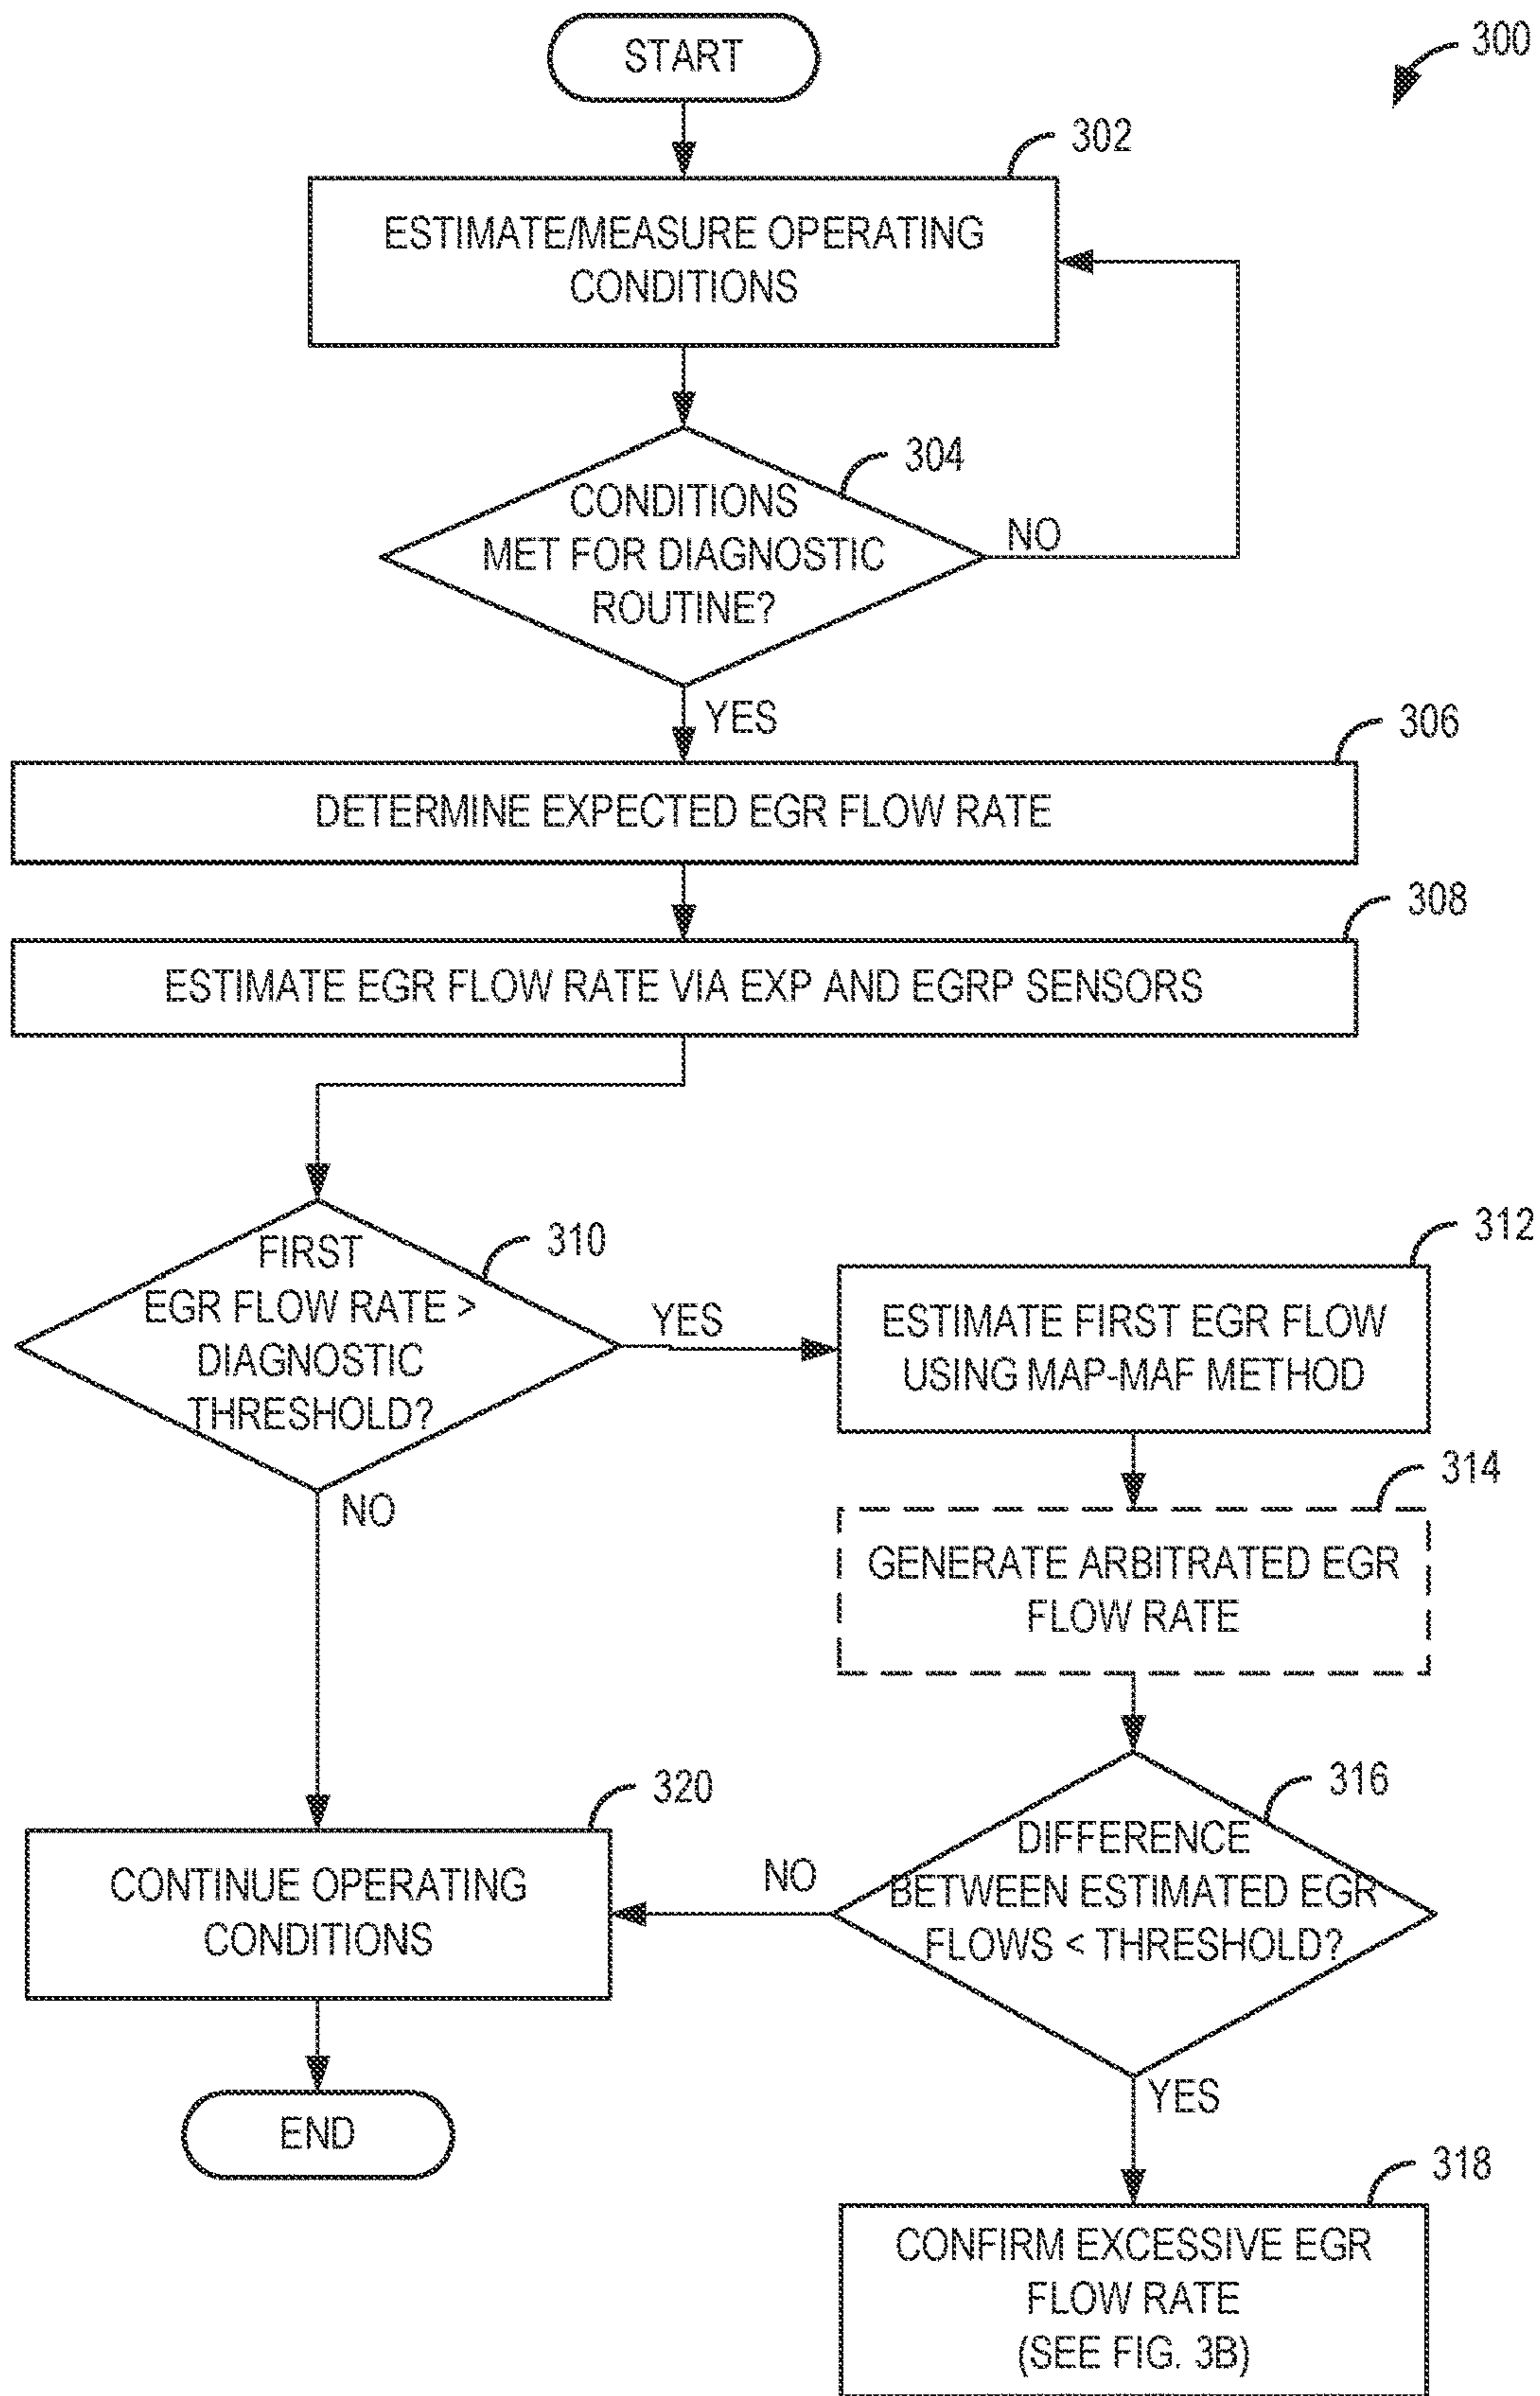 START
300
302
ESTIMATE/MEASURE OPERATING
CONDITIONS
304
CONDITIONS
MET FOR DIAGNOSTIC
ROUTINE?
NO
YES
306
DETERMINE EXPECTED EGR FLOW RATE
308
ESTIMATE EGR FLOW RATE VIA EXP AND EGRP SENSORS
310
FIRST
EGR FLOW RATE >
DIAGNOSTIC
THRESHOLD?
YES
NO
312
ESTIMATE FIRST EGR FLOW
USING MAP-MAF METHOD
314
GENERATE ARBITRATED EGR
FLOW RATE
316
DIFFERENCE
BETWEEN ESTIMATED EGR
FLOWS < THRESHOLD?
NO
YES
320
CONTINUE OPERATING
CONDITIONS
END
318
CONFIRM EXCESSIVE EGR
FLOW RATE
(SEE FIG. 3B)